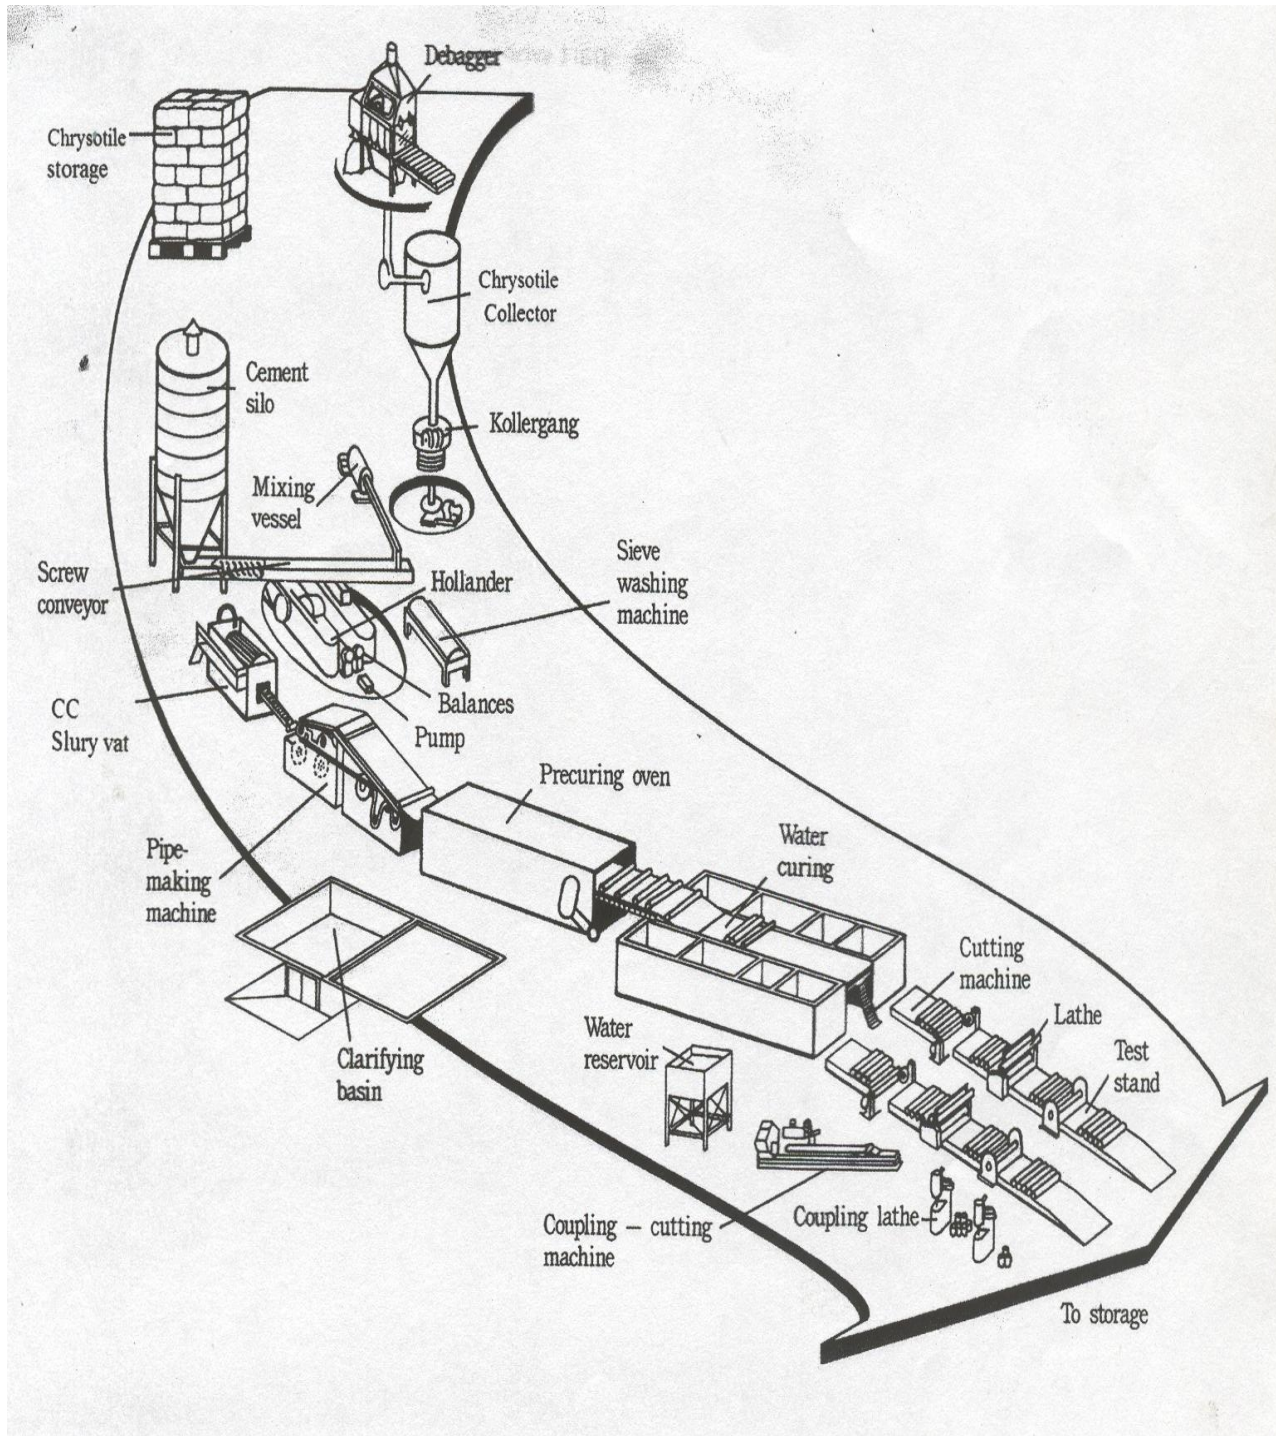 Debagger
Chrysotile
storage
Chrysotile
Collector
Cement
silo
Kollergang
Mixing
vessel
Sieve
washing
machine
Screw
conveyor
Hollander
CC
Slury vat
Balances
Pump
Precuring oven
Pipe-
making
machine
Water
curing
Cutting
machine
Lathe
Test
stand
Water
reservoir
Clarifying
basin
Coupling – cutting
machine
Coupling lathe
To storage